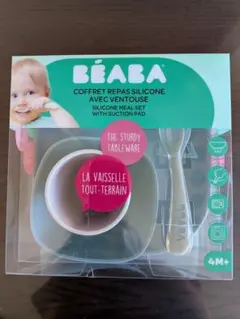 BÉABA
COFFRET REPAS SILICONE
AVEC VENTOUSE
SILICONE MEAL SET
WITH SUCTION PAD
THE STURDY
TABLEWARE
LA VAISSELLE
TOUT-TERRAIN
4M+